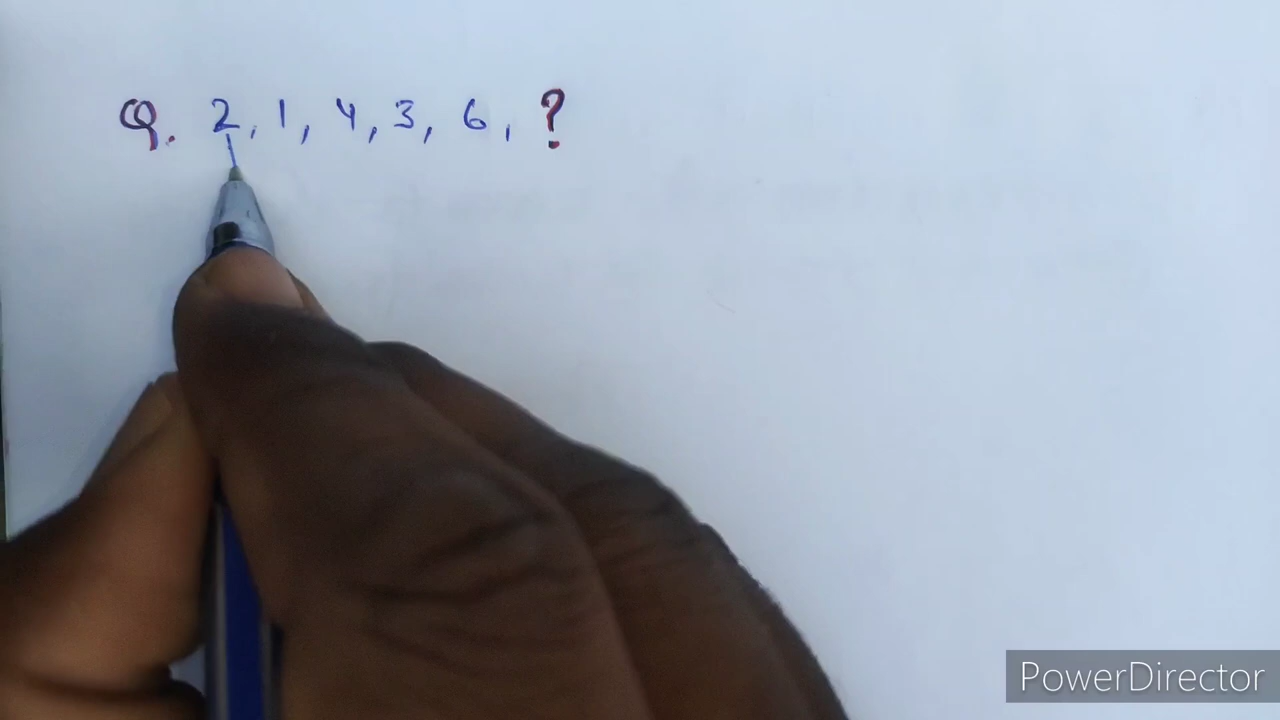 Q. 2, 1, 4, 3, 6, ?
PowerDirector